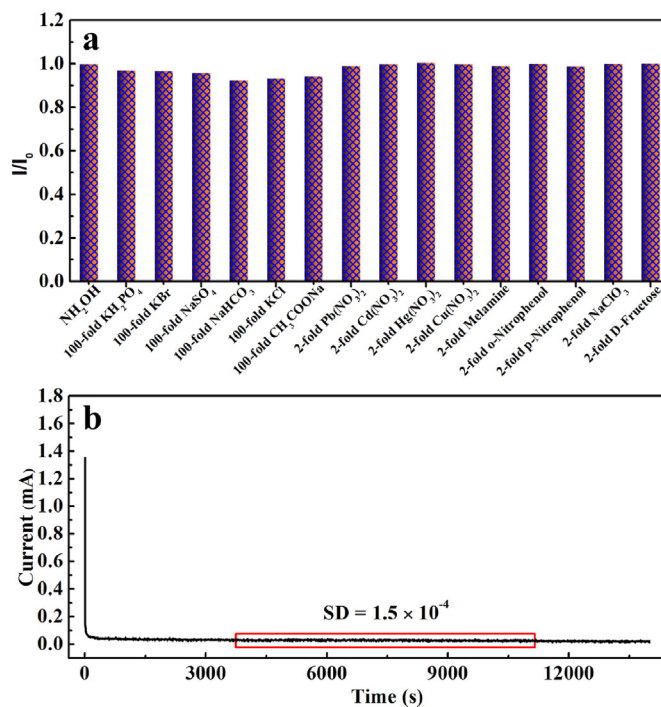 a
1.2
1.0
0.8
0.6
0.4
0.2
0.0
I/I₀
NH₂OH
100-fold KH₂PO₄
100-fold KBr
100-fold NaSO₄
100-fold NaHCO₃
100-fold KCl
100-fold CH₃COONa
2-fold Pb(NO₃)₂
2-fold Cd(NO₃)₂
2-fold Hg(NO₃)₂
2-fold Cu(NO₃)₂
2-fold Melamine
2-fold o-Nitrophenol
2-fold p-Nitrophenol
2-fold NaClO₃
2-fold D-Fructose
b
1.8
1.6
1.4
1.2
1.0
0.8
0.6
0.4
0.2
0.0
Current (mA)
SD = 1.5 × 10⁻⁴
0 3000 6000 9000 12000
Time (s)